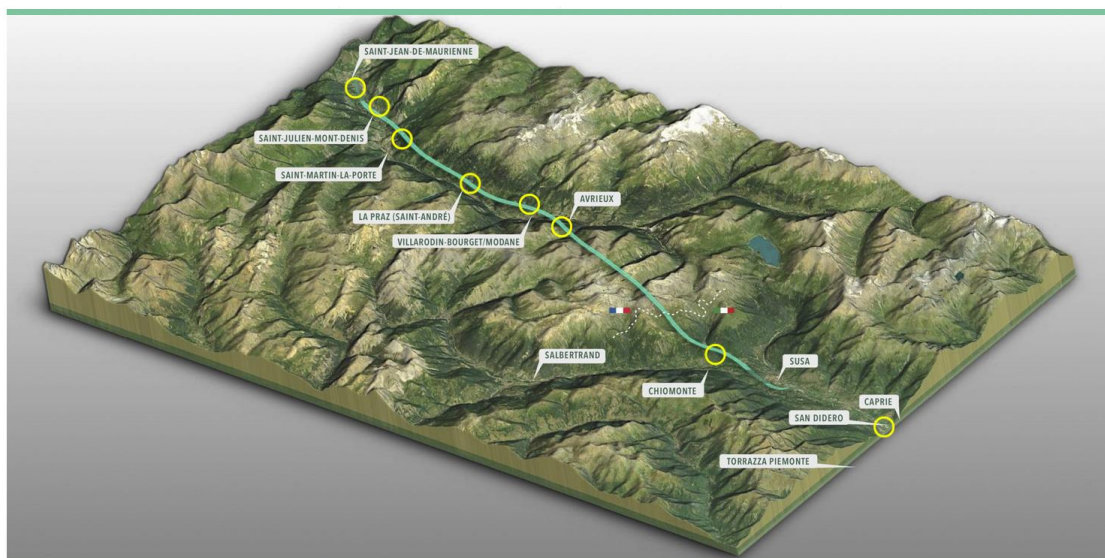 SAINT-JEAN-DE-MAURIENNE
SAINT-JULIEN-MONT-DENIS
SAINT-MARTIN-LA-PORTE
LA PRAZ (SAINT-ANDRÉ)
AVRIEUX
VILLARODIN-BOURGET/MODANE
SALBERTRAND
SUSA
CHIOMONTE
CAPRIE
SAN DIDERO
TORRAZZA PIEMONTE